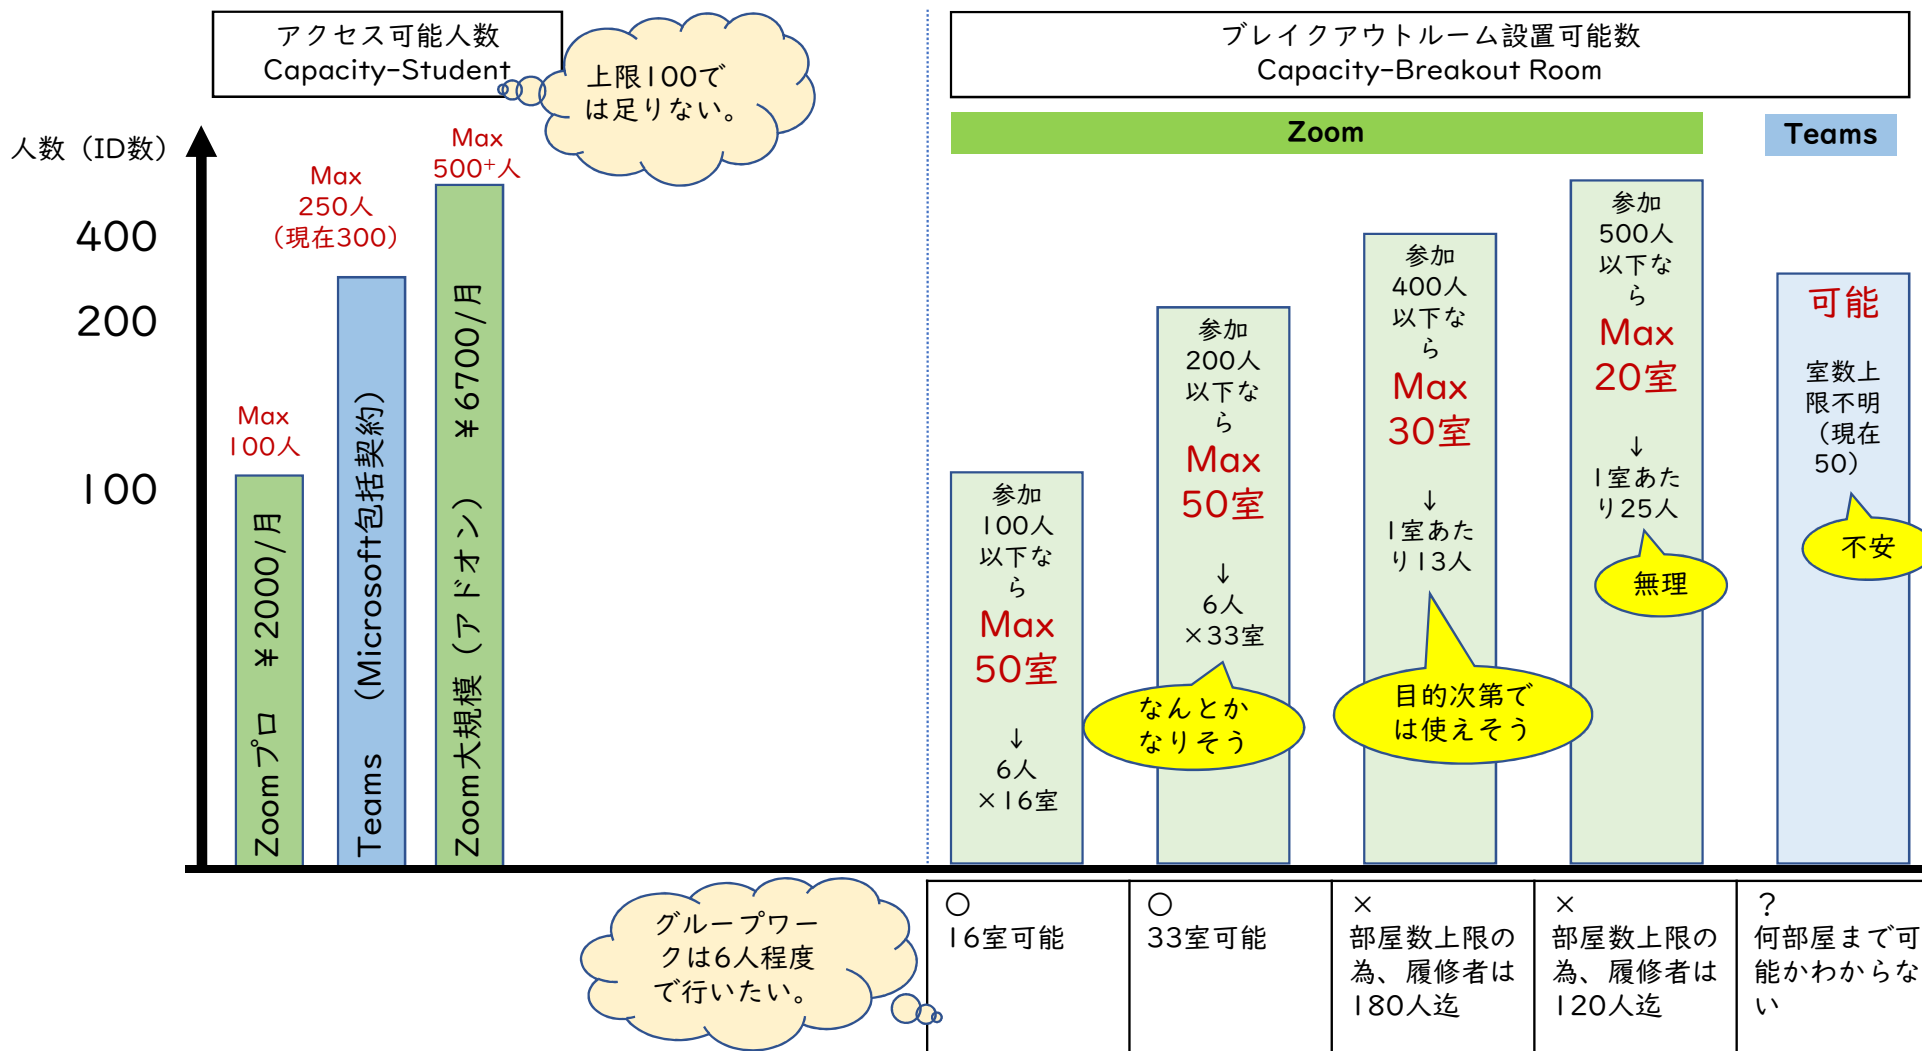 アクセス可能人数
Capacity-Student
上限100で
は足りない。
人数（ID数）
400
200
100
Max
100人
Max
250人
（現在300）
Max
500⁺人
Zoomプロ　￥2000/月
Teams　（Microsoft包括契約）
Zoom大規模（アドオン）　￥6700/月
ブレイクアウトルーム設置可能数
Capacity-Breakout Room
Zoom
Teams
参加
100人
以下な
ら
Max
50室
↓
6人
×16室
参加
200人
以下な
ら
Max
50室
↓
6人
×33室
なんとか
なりそう
参加
400人
以下な
ら
Max
30室
↓
1室あた
り13人
目的次第で
は使えそう
参加
500人
以下な
ら
Max
20室
↓
1室あた
り25人
無理
可能
室数上
限不明
（現在
50）
不安
グループワー
クは6人程度
で行いたい。
○
16室可能
○
33室可能
×
部屋数上限の
為、履修者は
180人迄
×
部屋数上限の
為、履修者は
120人迄
？
何部屋まで可
能かわからな
い